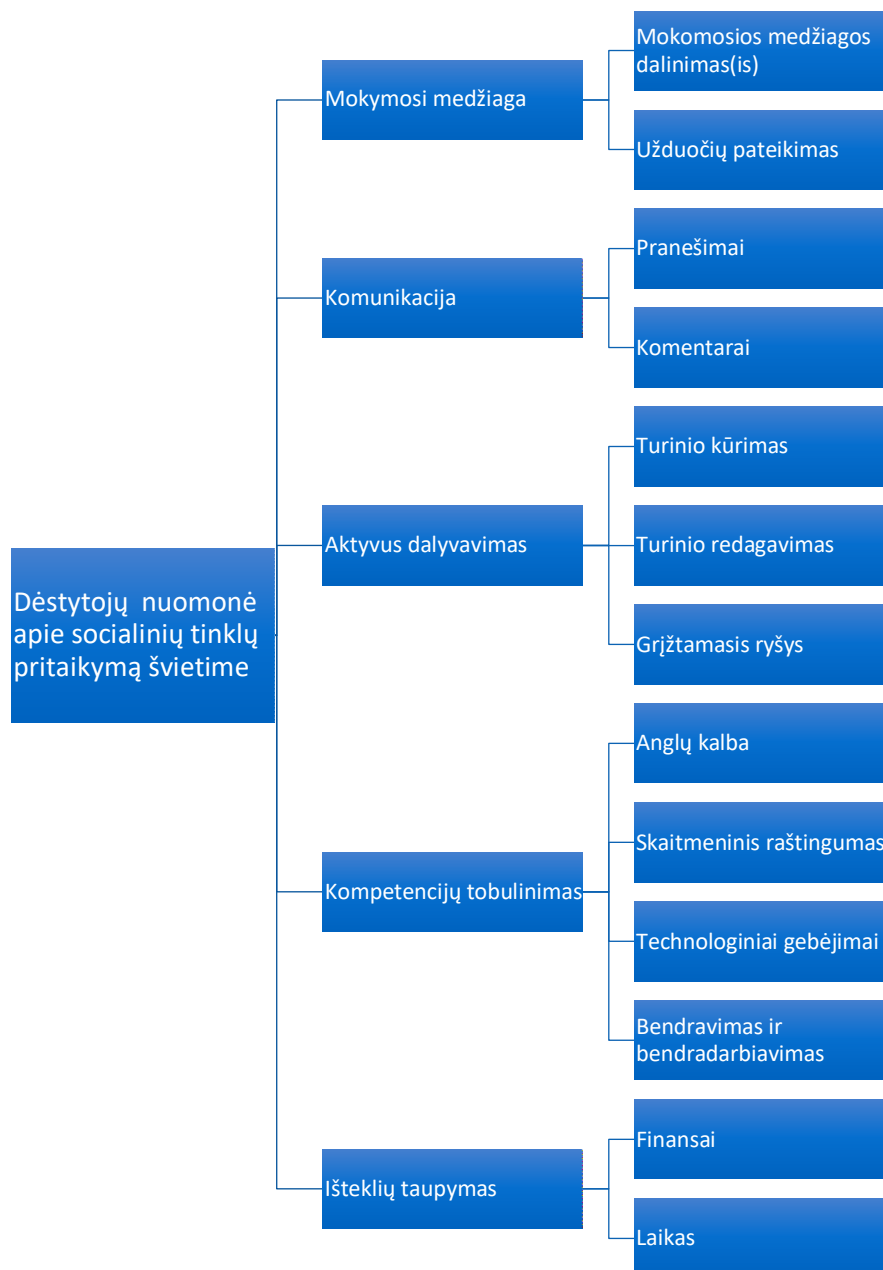 Dėstytojų nuomonė
apie socialinių tinklų
pritaikymą švietime
Mokymosi medžiaga
Mokomosios medžiagos
dalinimas(is)
Užduočių pateikimas
Komunikacija
Pranešimai
Komentarai
Aktyvus dalyvavimas
Turinio kūrimas
Turinio redagavimas
Grįžtamasis ryšys
Kompetencijų tobulinimas
Anglų kalba
Skaitmeninis raštingumas
Technologiniai gebėjimai
Bendravimas ir
bendradarbiavimas
Išteklių taupymas
Finansai
Laikas